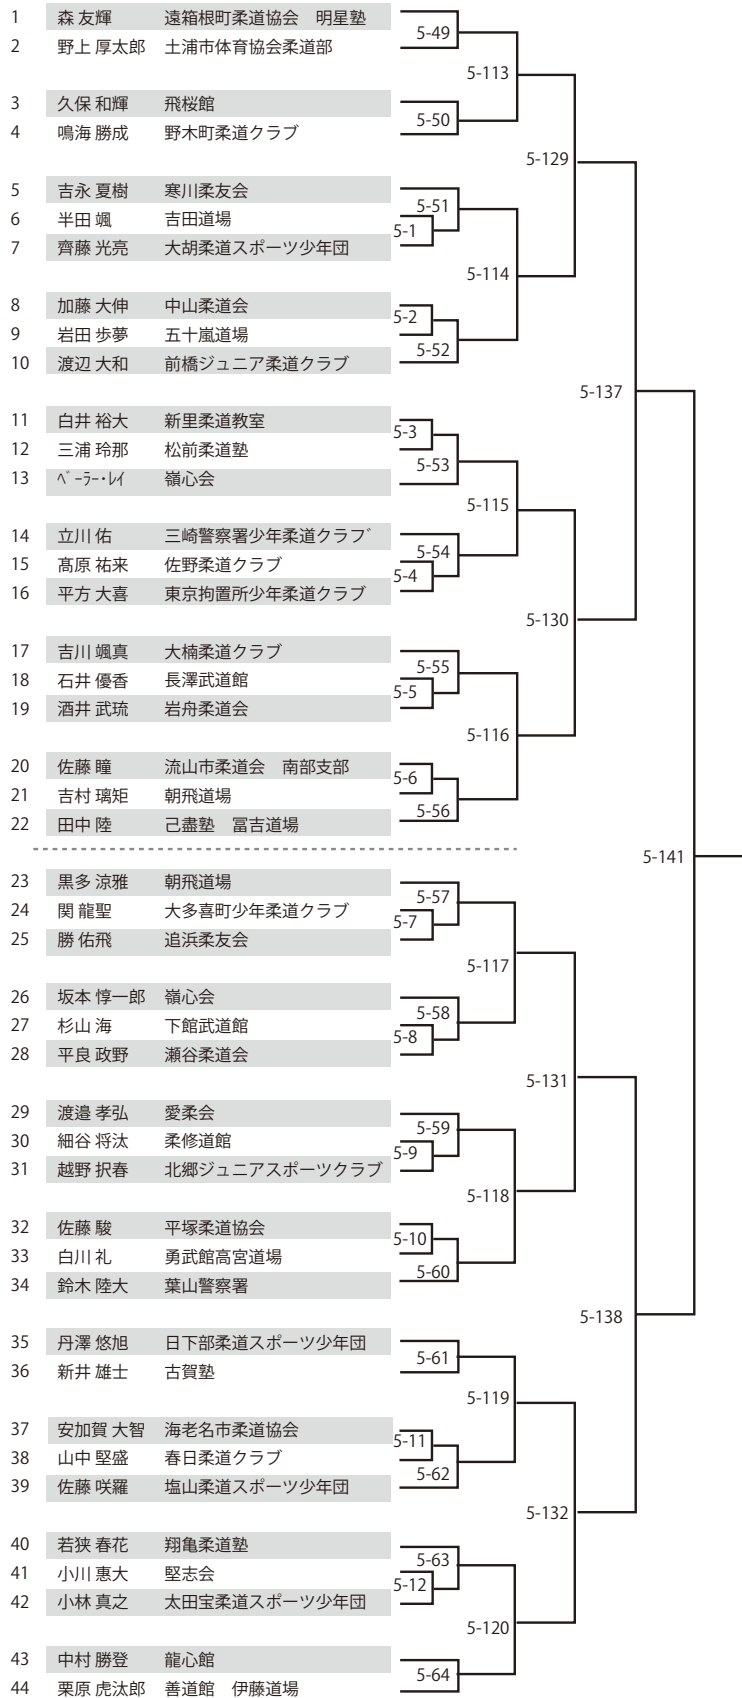 1 森 友輝 遠箱根町柔道協会　明星塾
2 野上 厚太郎 土浦市体育協会柔道部
5-49
5-113
3 久保 和輝 飛桜館
4 鳴海 勝成 野木町柔道クラブ
5-50
5-129
5 吉永 夏樹 寒川柔友会
6 半田 颯 吉田道場
7 齊藤 光亮 大胡柔道スポーツ少年団
5-51
5-1
5-114
8 加藤 大伸 中山柔道会
9 岩田 歩夢 五十嵐道場
10 渡辺 大和 前橋ジュニア柔道クラブ
5-2
5-52
5-137
11 白井 裕大 新里柔道教室
12 三浦 玲那 松前柔道塾
13 ﾍﾞｰﾗｰ･ﾚｲ 嶺心会
5-3
5-53
5-115
14 立川 佑 三崎警察署少年柔道クラブ
15 髙原 祐来 佐野柔道クラブ
16 平方 大喜 東京拘置所少年柔道クラブ
5-54
5-4
5-130
17 吉川 颯真 大楠柔道クラブ
18 石井 優香 長澤武道館
19 酒井 武琉 岩舟柔道会
5-55
5-5
5-116
20 佐藤 瞳 流山市柔道会　南部支部
21 吉村 璃矩 朝飛道場
22 田中 陸 己盡塾　冨吉道場
5-6
5-56
5-141
23 黒多 涼雅 朝飛道場
24 関 龍聖 大多喜町少年柔道クラブ
25 勝 佑飛 追浜柔友会
5-57
5-7
5-117
26 坂本 惇一郎 嶺心会
27 杉山 海 下館武道館
28 平良 政野 瀬谷柔道会
5-58
5-8
5-131
29 渡邉 孝弘 愛柔会
30 細谷 将汰 柔修道館
31 越野 択春 北郷ジュニアスポーツクラブ
5-59
5-9
5-118
32 佐藤 駿 平塚柔道協会
33 白川 礼 勇武館高宮道場
34 鈴木 陸大 葉山警察署
5-10
5-60
5-138
35 丹澤 悠旭 日下部柔道スポーツ少年団
36 新井 雄士 古賀塾
5-61
5-119
37 安加賀 大智 海老名市柔道協会
38 山中 堅盛 春日柔道クラブ
39 佐藤 咲羅 塩山柔道スポーツ少年団
5-11
5-62
5-132
40 若狭 春花 翔亀柔道塾
41 小川 惠大 堅志会
42 小林 真之 太田宝柔道スポーツ少年団
5-63
5-12
5-120
43 中村 勝登 龍心館
44 栗原 虎汰郎 善道館　伊藤道場
5-64